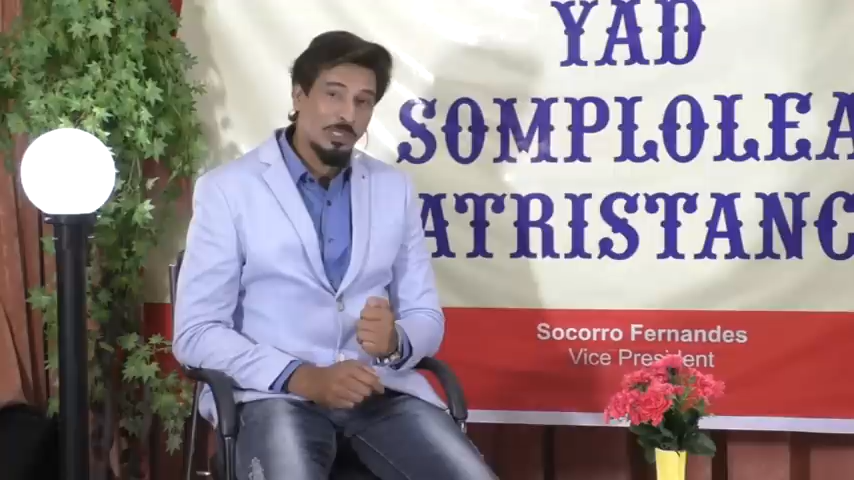 YAD
SOMPLOLEA
ATRISTANC
Socorro Fernandes
Vice President